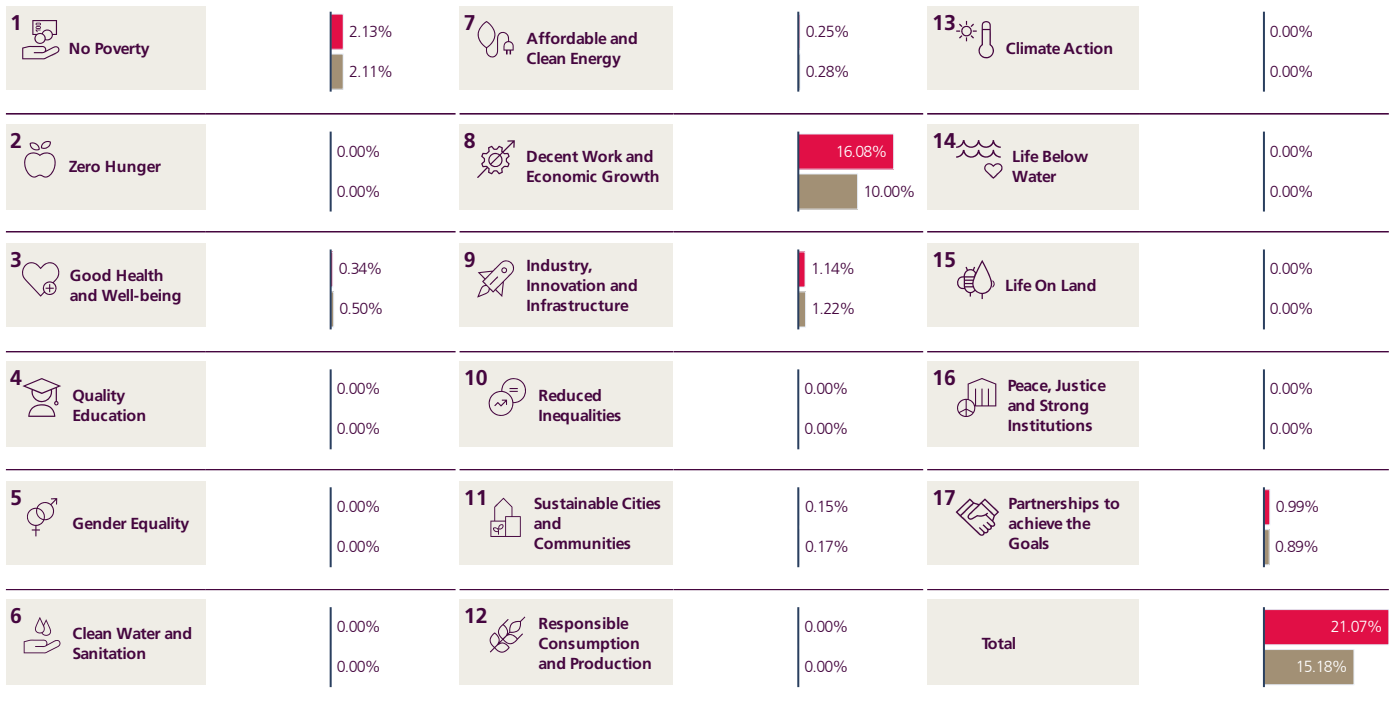 1
No Poverty
2.13%
2.11%
2
Zero Hunger
0.00%
0.00%
3
Good Health
and Well-being
0.34%
0.50%
4
Quality
Education
0.00%
0.00%
5
Gender Equality
0.00%
0.00%
6
Clean Water and
Sanitation
0.00%
0.00%
7
Affordable and
Clean Energy
0.25%
0.28%
8
Decent Work and
Economic Growth
16.08%
10.00%
9
Industry,
Innovation and
Infrastructure
1.14%
1.22%
10
Reduced
Inequalities
0.00%
0.00%
11
Sustainable Cities
and
Communities
0.15%
0.17%
12
Responsible
Consumption
and Production
0.00%
0.00%
13
Climate Action
0.00%
0.00%
14
Life Below
Water
0.00%
0.00%
15
Life On Land
0.00%
0.00%
16
Peace, Justice
and Strong
Institutions
0.00%
0.00%
17
Partnerships to
achieve the
Goals
0.99%
0.89%
Total
21.07%
15.18%